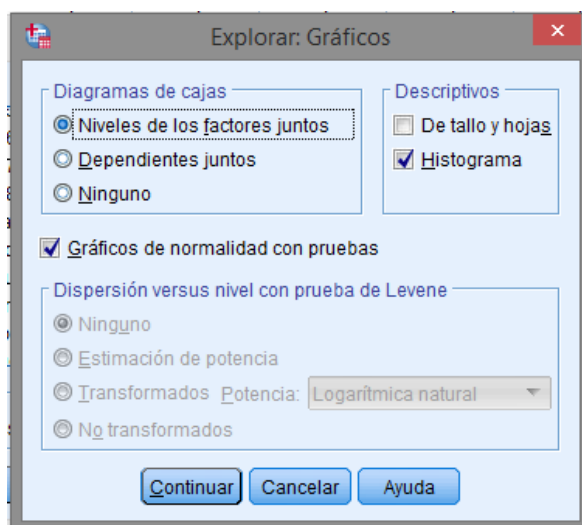 Explorar: Gráficos
Diagramas de cajas
Niveles de los factores juntos
Dependientes juntos
Ninguno
Descriptivos
De tallo y hojas
Histograma
Gráficos de normalidad con pruebas
Dispersión versus nivel con prueba de Levene
Ninguno
Estimación de potencia
Transformados Potencia: Logarítmica natural
No transformados
Continuar Cancelar Ayuda